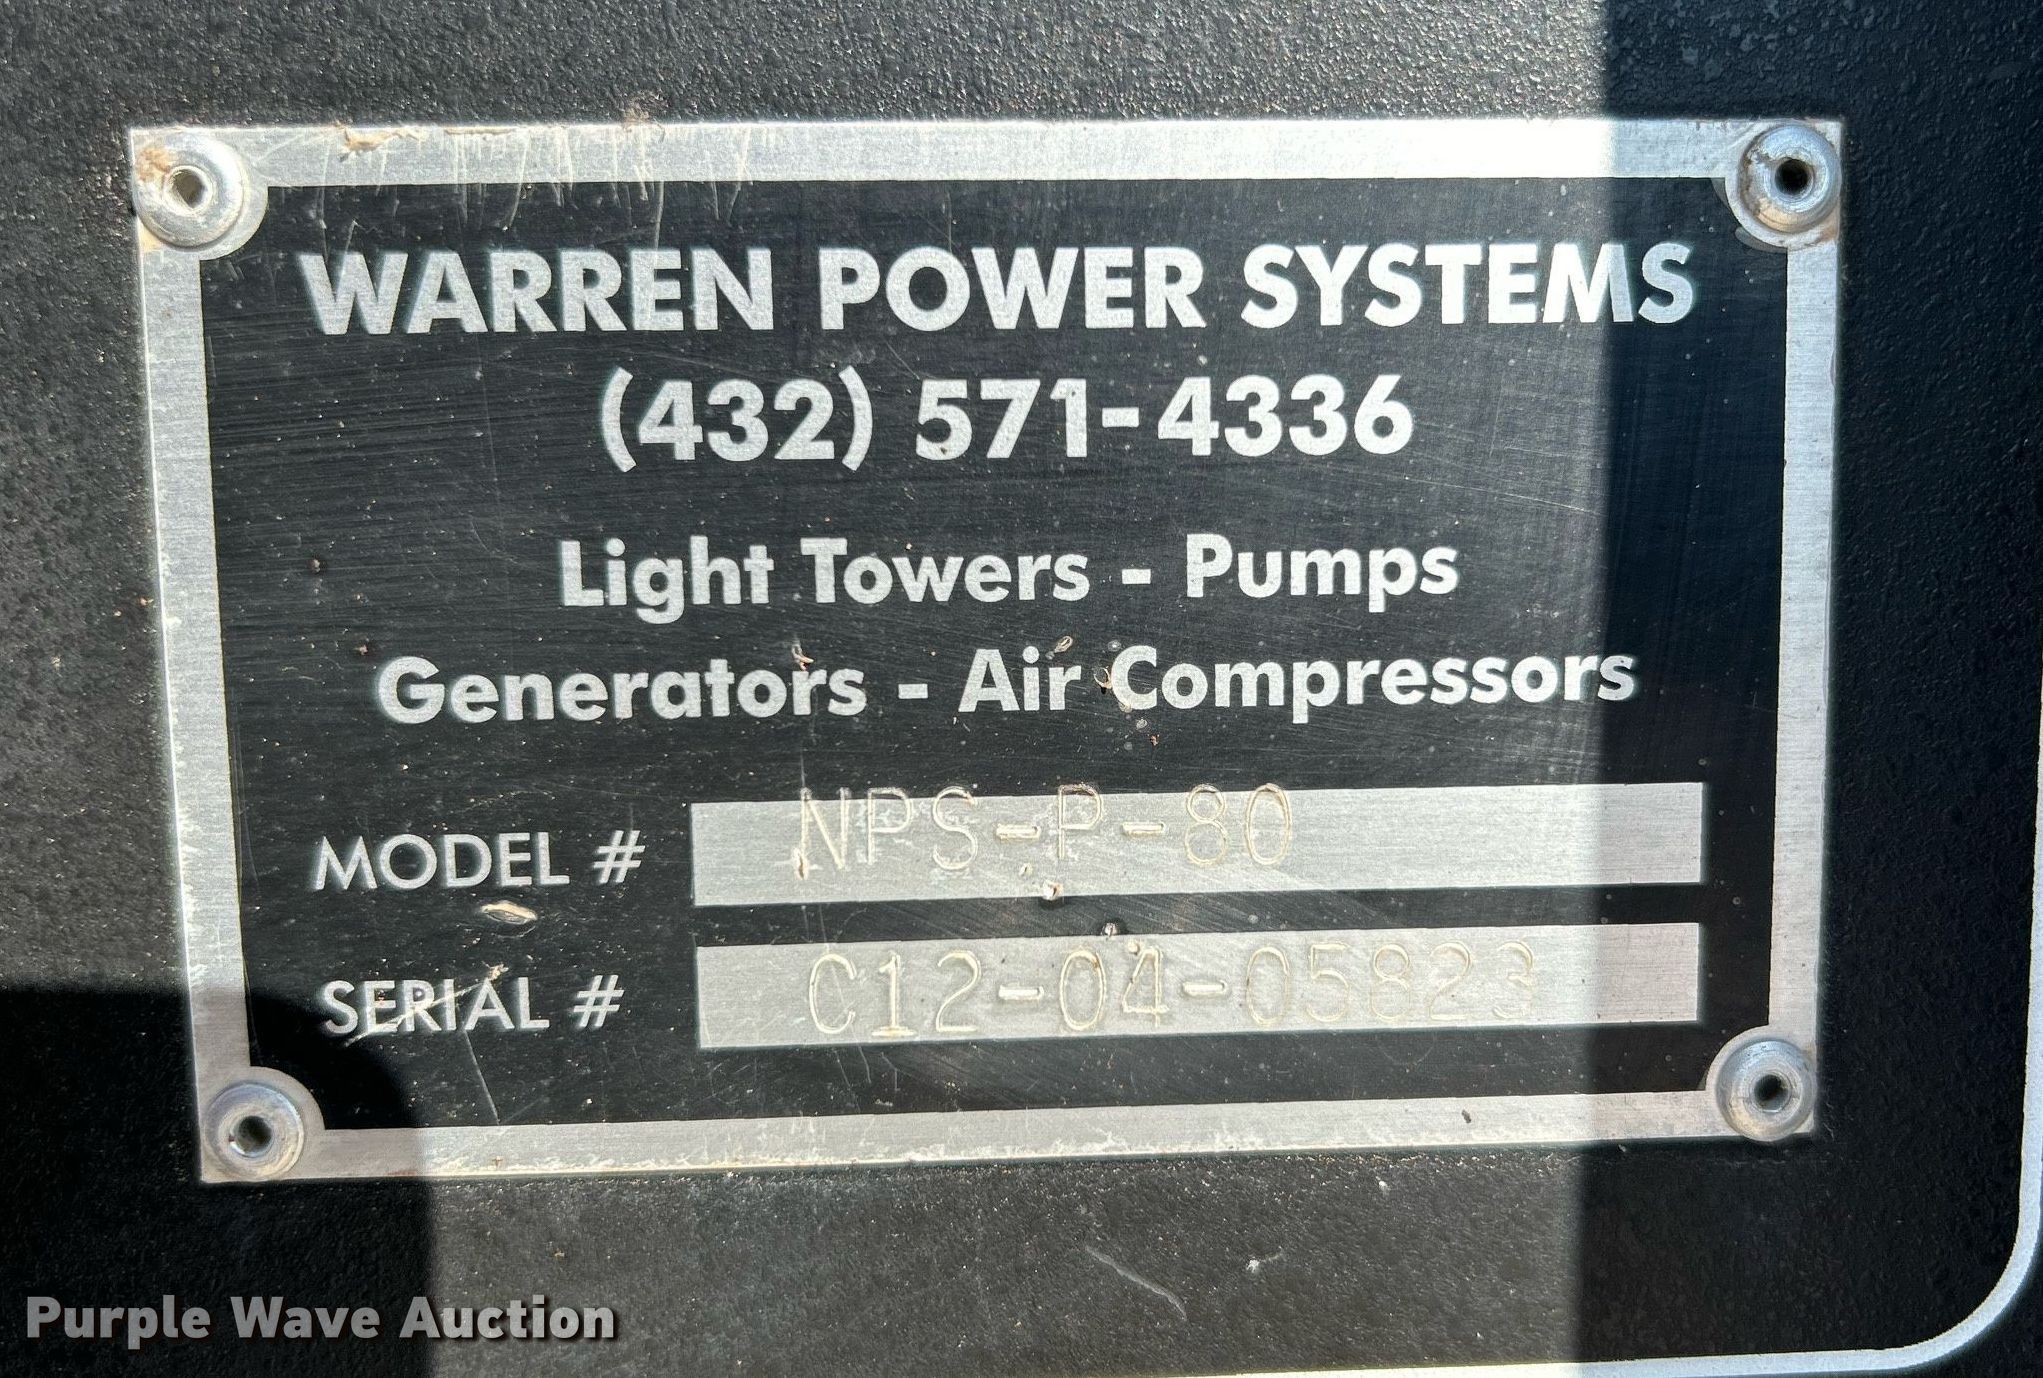 WARREN POWER SYSTEMS
(432) 571-4336
Light Towers - Pumps
Generators - Air Compressors
MODEL # NPS-P-80
SERIAL # C12-04-05823
Purple Wave Auction